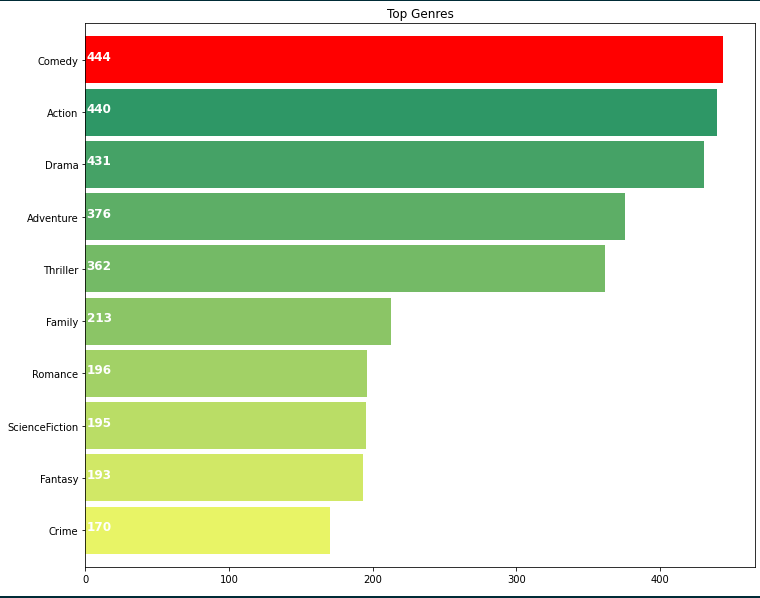 Top Genres
Comedy 444
Action 440
Drama 431
Adventure 376
Thriller 362
Family 213
Romance 196
ScienceFiction 195
Fantasy 193
Crime 170
0 100 200 300 400